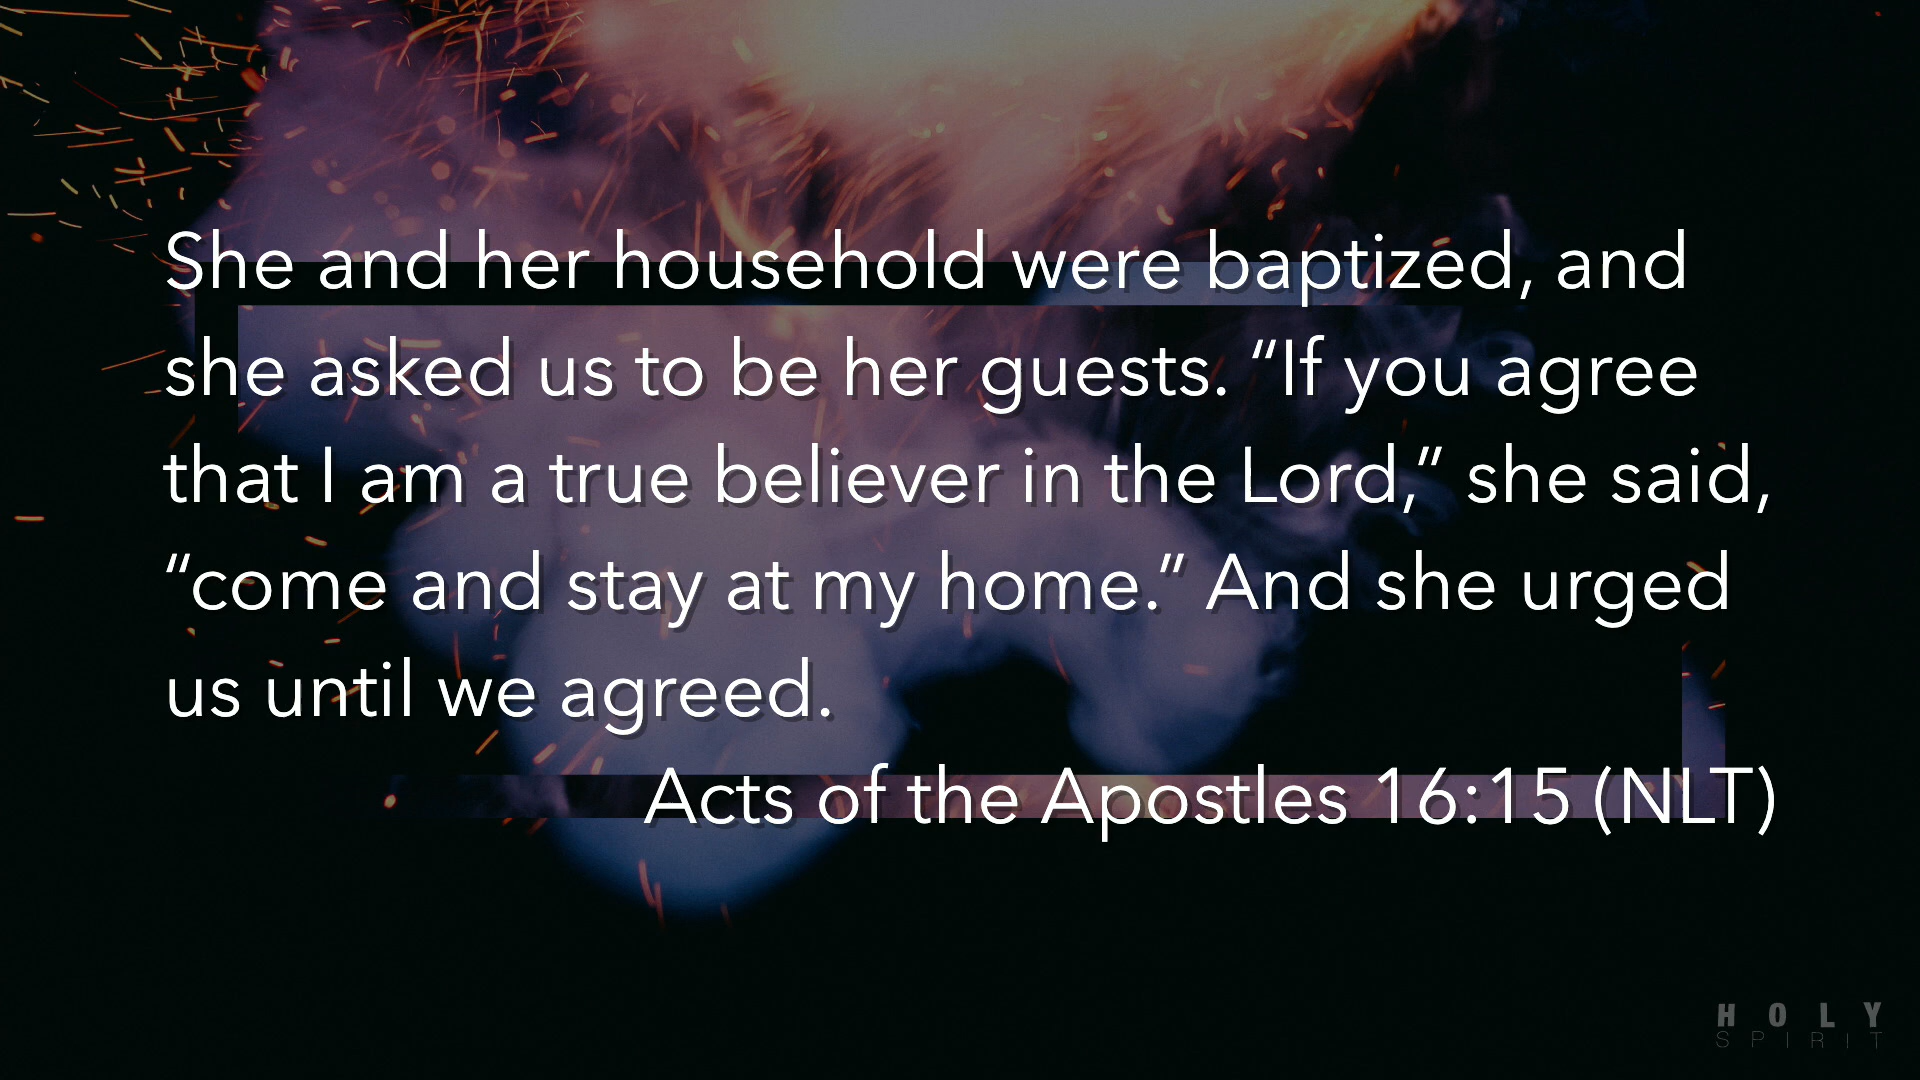 She and her household were baptized, and
she asked us to be her guests. “If you agree
that I am a true believer in the Lord,” she said,
“come and stay at my home.” And she urged
us until we agreed.
Acts of the Apostles 16:15 (NLT)
HOLY
SPIRIT